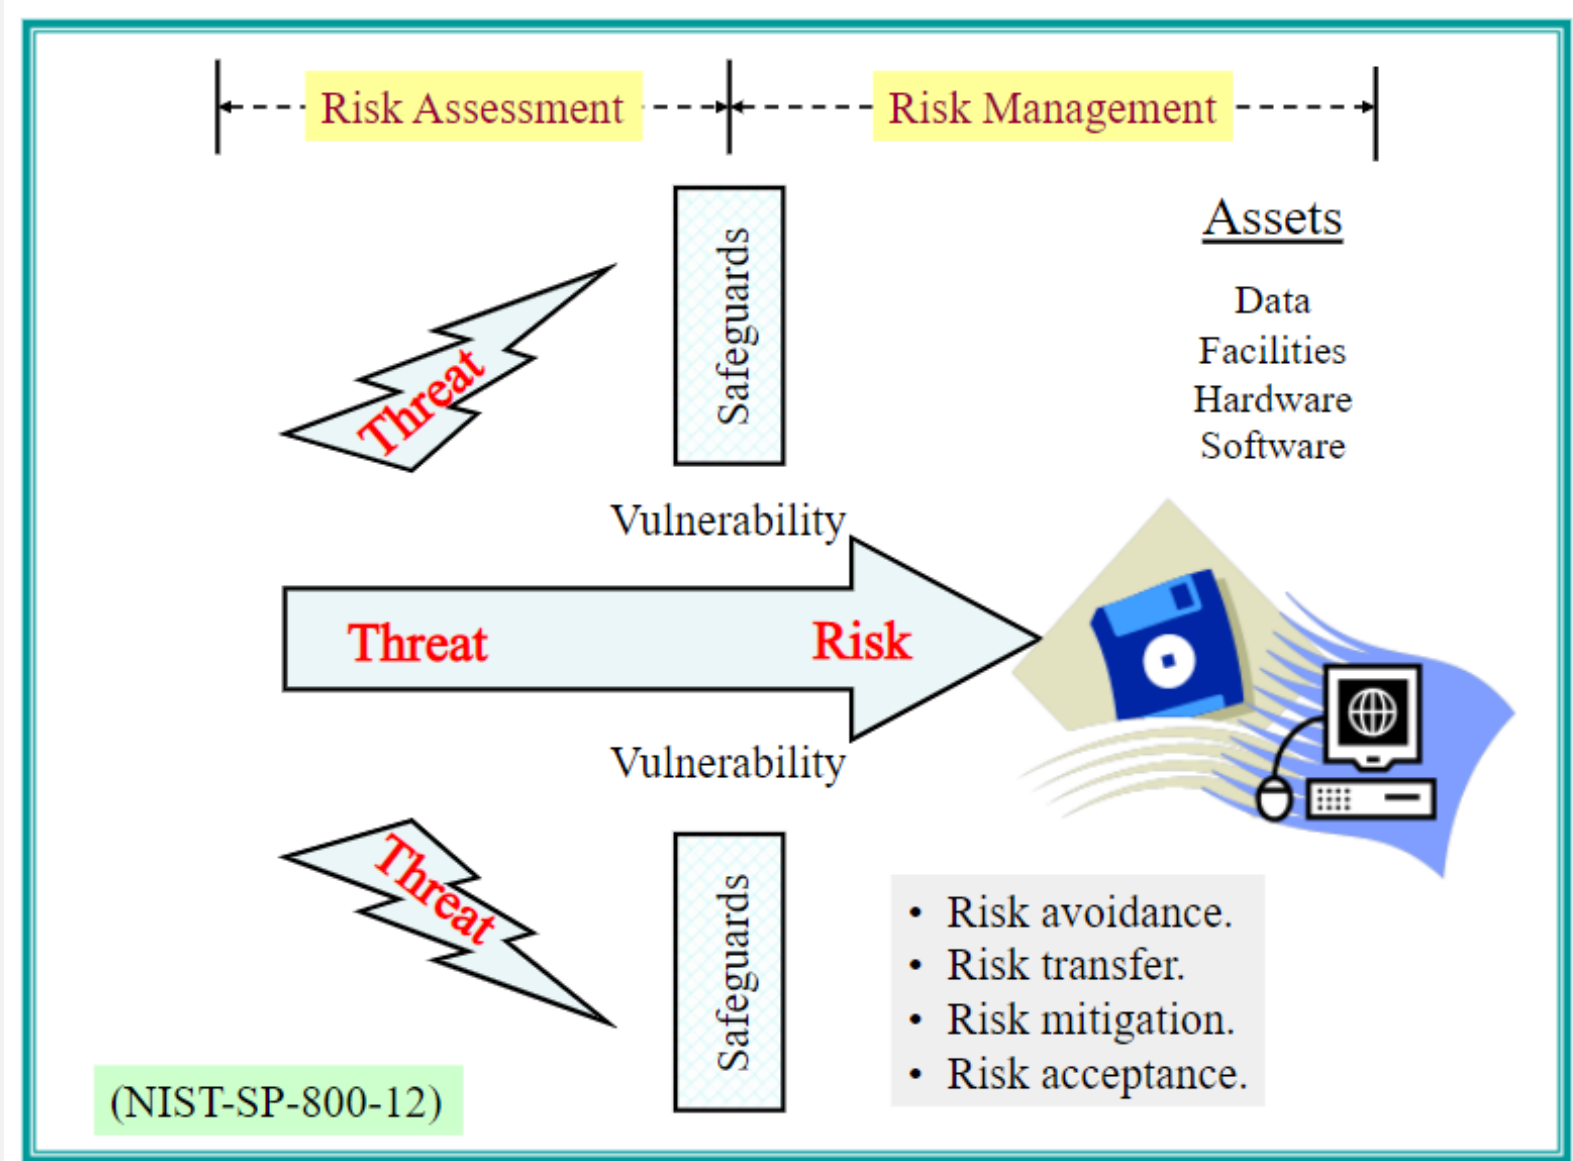 Risk Assessment
Risk Management
Assets
Data
Facilities
Hardware
Software
Safeguards
Threat
Vulnerability
Threat
Risk
Vulnerability
Threat
Safeguards
• Risk avoidance.
• Risk transfer.
• Risk mitigation.
• Risk acceptance.
(NIST-SP-800-12)